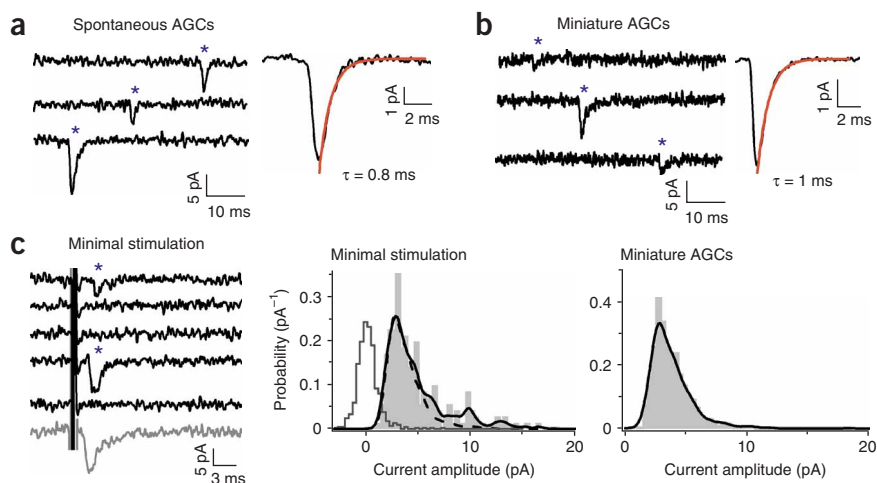 a
Spontaneous AGCs
*
*
*
5 pA
10 ms
1 pA
2 ms
τ = 0.8 ms
b
Miniature AGCs
*
*
*
5 pA
10 ms
1 pA
2 ms
τ = 1 ms
c
Minimal stimulation
*
*
5 pA
3 ms
Minimal stimulation
Probability (pA⁻¹)
0.3
0.2
0.1
0
0
10
20
Current amplitude (pA)
Miniature AGCs
0.4
0.2
0
0
10
20
Current amplitude (pA)